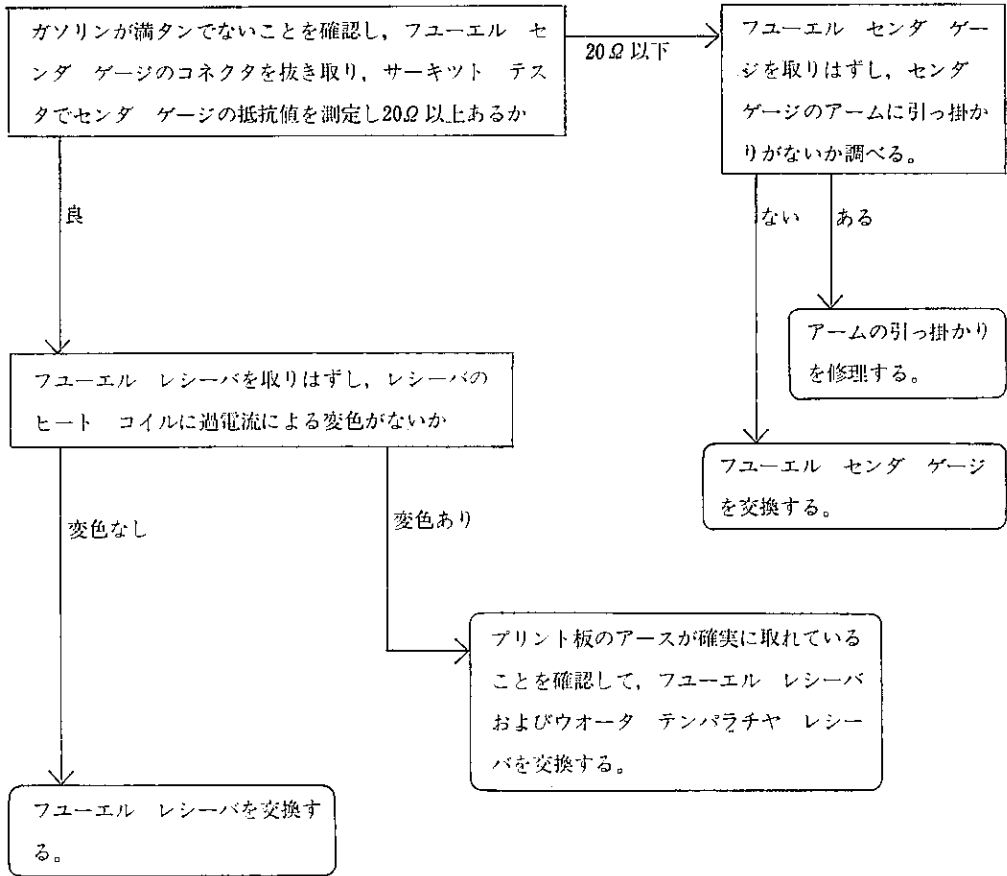 ガソリンが満タンでないことを確認し，フユーエル　セ
ンダ　ゲージのコネクタを抜き取り，サーキツト　テス
タでセンダ　ゲージの抵抗値を測定し20Ω以上あるか
20Ω以下
フユーエル　センダ　ゲー
ジを取りはずし，センダ
ゲージのアームに引っ掛か
りがないか調べる。
良
ない
ある
アームの引っ掛かり
を修理する。
フユーエル　レシーバを取りはずし，レシーバの
ヒート　コイルに過電流による変色がないか
フユーエル　センダ　ゲージ
を交換する。
変色なし
変色あり
プリント板のアースが確実に取れている
ことを確認して，フユーエル　レシーバ
およびウオータ　テンパラチヤ　レシー
バを交換する。
フユーエル　レシーバを交換す
る。